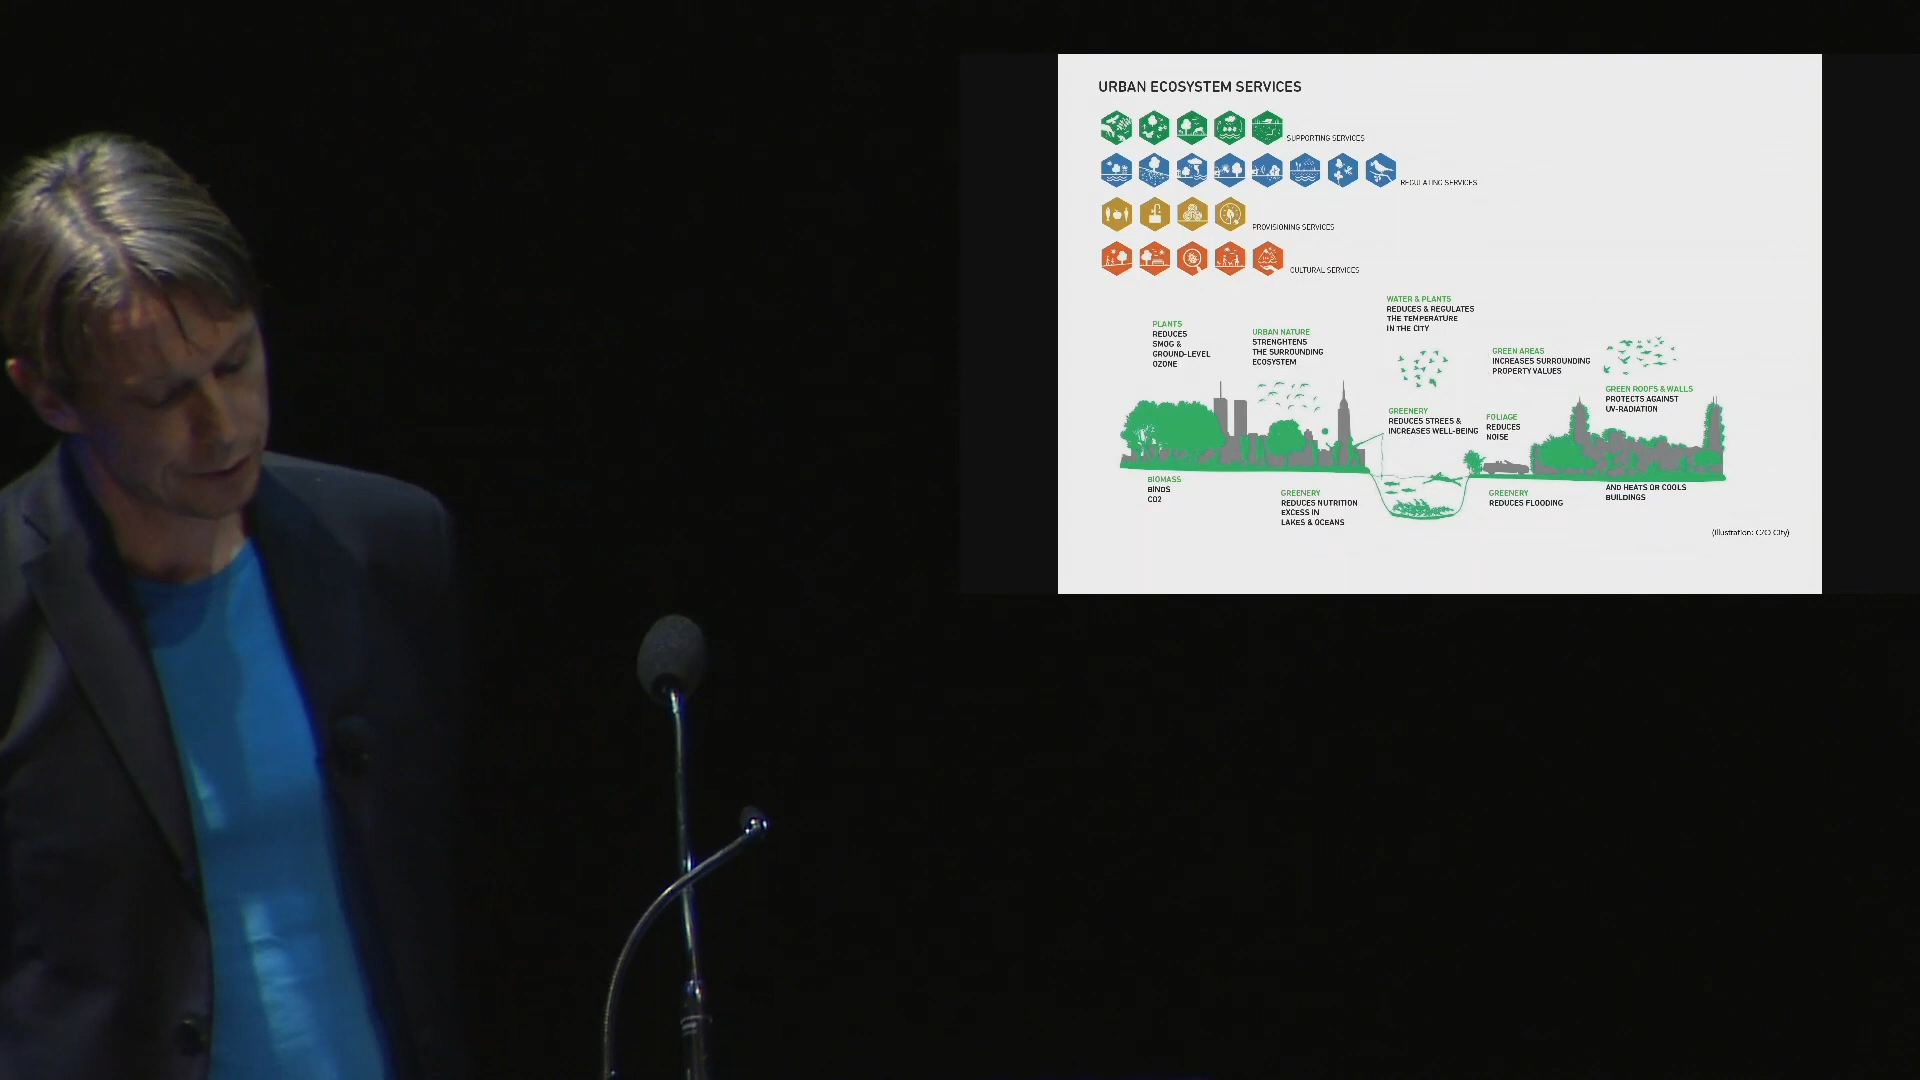 URBAN ECOSYSTEM SERVICES
SUPPORTING SERVICES
REGULATING SERVICES
PROVISIONING SERVICES
CULTURAL SERVICES
WATER & PLANTS
REDUCES & REGULATES
THE TEMPERATURE
IN THE CITY
PLANTS
REDUCES
SMOG &
GROUND-LEVEL
OZONE
URBAN NATURE
STRENGHTENS
THE SURROUNDING
ECOSYSTEM
GREEN AREAS
INCREASES SURROUNDING
PROPERTY VALUES
GREEN ROOFS & WALLS
PROTECTS AGAINST
UV-RADIATION
GREENERY
REDUCES STREES &
INCREASES WELL-BEING
FOLIAGE
REDUCES
NOISE
BIOMASS
BINDS
CO2
GREENERY
REDUCES NUTRITION
EXCESS IN
LAKES & OCEANS
GREENERY
REDUCES FLOODING
AND HEATS OR COOLS
BUILDINGS
(Illustration: C/O City)